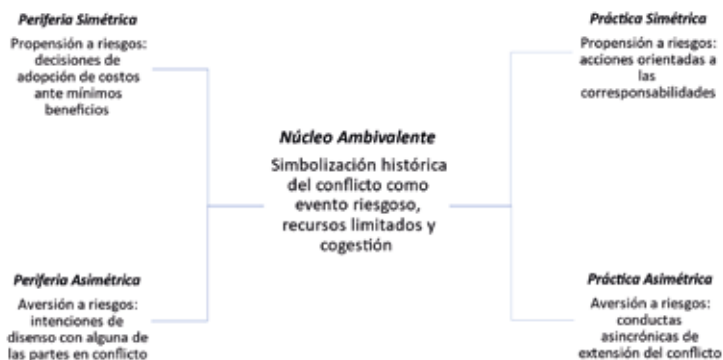 Periferia Simétrica
Propensión a riesgos:
decisiones de
adopción de costos
ante mínimos
beneficios
Periferia Asimétrica
Aversión a riesgos:
intenciones de
disenso con alguna de
las partes en conflicto
Núcleo Ambivalente
Simbolización histórica
del conflicto como
evento riesgoso,
recursos limitados y
cogestión
Práctica Simétrica
Propensión a riesgos:
acciones orientadas a
las
corresponsabilidades
Práctica Asimétrica
Aversión a riesgos:
conductas
asincrónicas de
extensión del conflicto